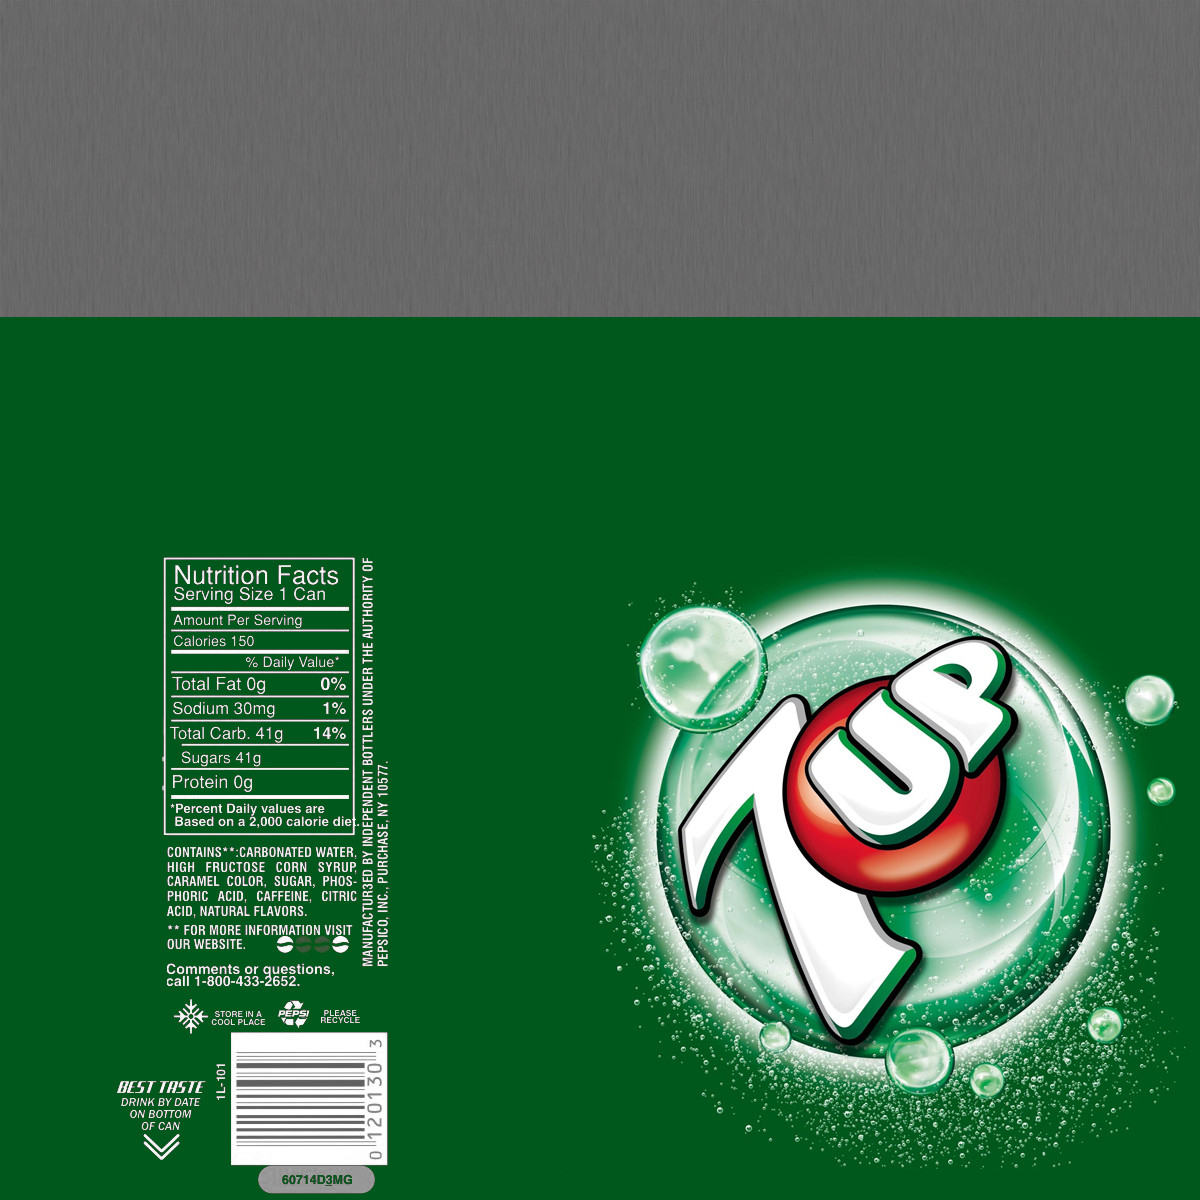 Nutrition Facts
Serving Size 1 Can
Amount Per Serving
Calories 150
% Daily Value*
Total Fat 0g 0%
Sodium 30mg 1%
Total Carb. 41g 14%
Sugars 41g
Protein 0g
*Percent Daily values are
Based on a 2,000 calorie diet.
MANUFACTUR3ED BY INDEPENDENT BOTTLERS UNDER THE AUTHORITY OF
PEPSICO, INC., PURCHASE, NY 10577.
CONTAINS**:CARBONATED WATER,
HIGH FRUCTOSE CORN SYRUP,
CARAMEL COLOR, SUGAR, PHOS-
PHORIC ACID, CAFFEINE, CITRIC
ACID, NATURAL FLAVORS.
** FOR MORE INFORMATION VISIT
OUR WEBSITE.
Comments or questions,
call 1-800-433-2652.
STORE IN A
COOL PLACE
PEPSI
PLEASE
RECYCLE
BEST TASTE
DRINK BY DATE
ON BOTTOM
OF CAN
1L-101
0 120130 3
60714D3MG
7UP